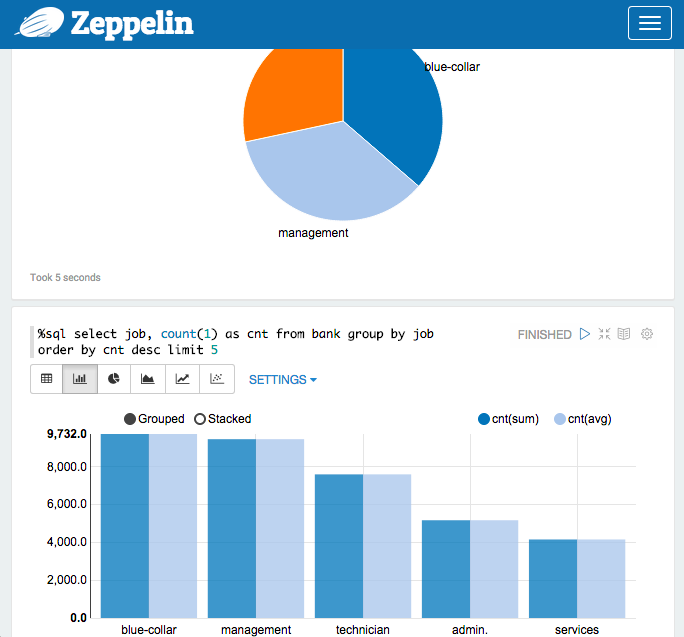 Zeppelin
blue-collar
management
Took 5 seconds
%sql select job, count(1) as cnt from bank group by job
order by cnt desc limit 5
FINISHED
SETTINGS
Grouped Stacked cnt(sum) cnt(avg)
9,732.0
8,000.0
6,000.0
4,000.0
2,000.0
0.0
blue-collar management technician admin. services